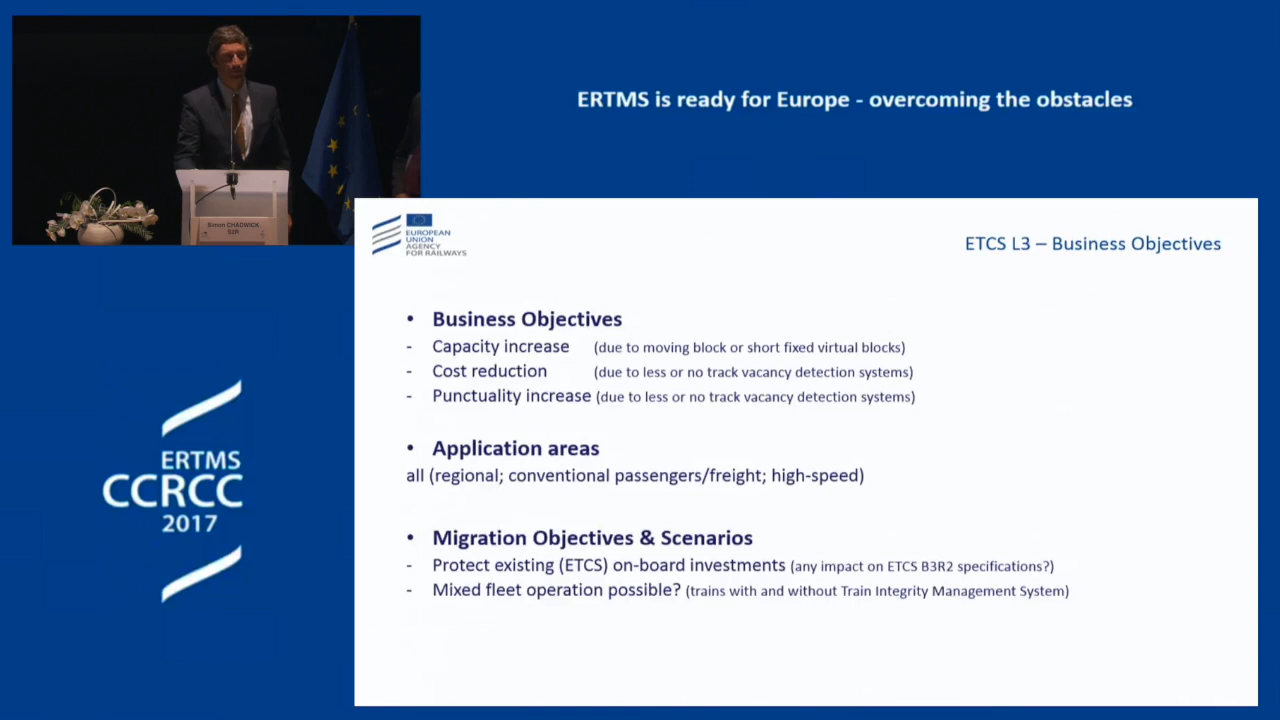 ERTMS is ready for Europe - overcoming the obstacles
Simon CHADWICK
S2R
EUROPEAN
UNION
AGENCY
FOR RAILWAYS
ETCS L3 – Business Objectives
• Business Objectives
- Capacity increase (due to moving block or short fixed virtual blocks)
- Cost reduction (due to less or no track vacancy detection systems)
- Punctuality increase (due to less or no track vacancy detection systems)
• Application areas
all (regional; conventional passengers/freight; high-speed)
• Migration Objectives & Scenarios
- Protect existing (ETCS) on-board investments (any impact on ETCS B3R2 specifications?)
- Mixed fleet operation possible? (trains with and without Train Integrity Management System)
ERTMS
CCRCC
2017